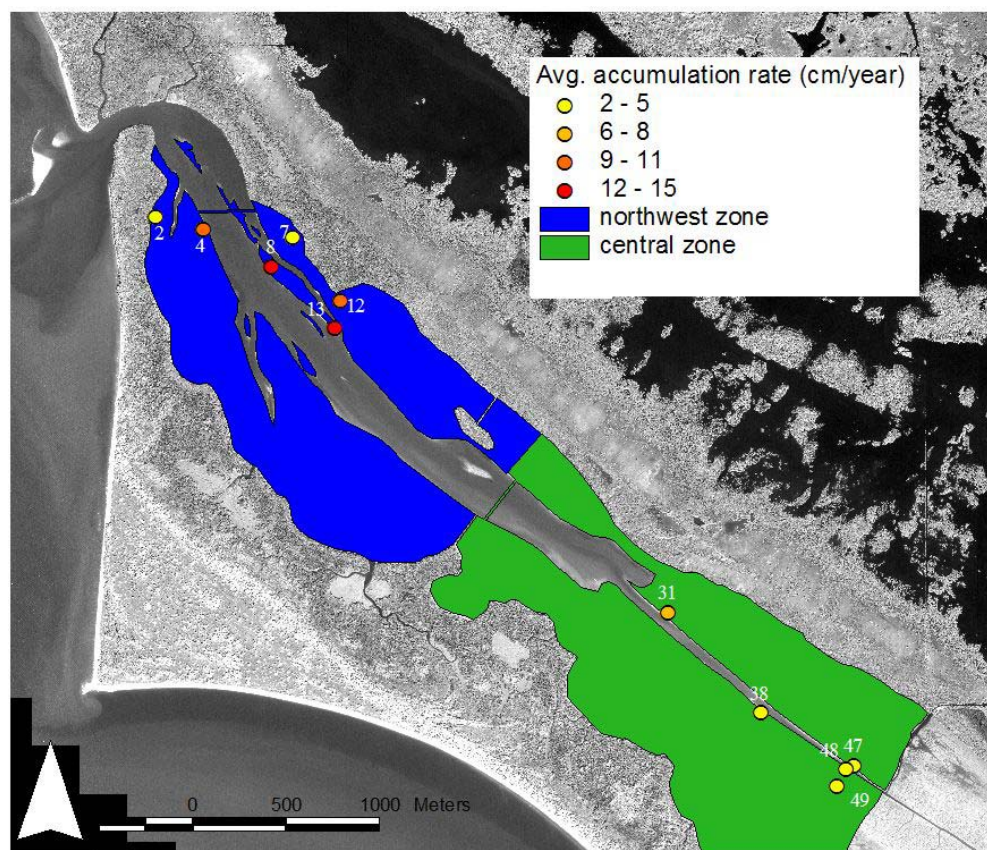 Avg. accumulation rate (cm/year)
2 - 5
6 - 8
9 - 11
12 - 15
northwest zone
central zone
2
4
7
8
12
13
31
38
48 47
49
0 500 1000 Meters